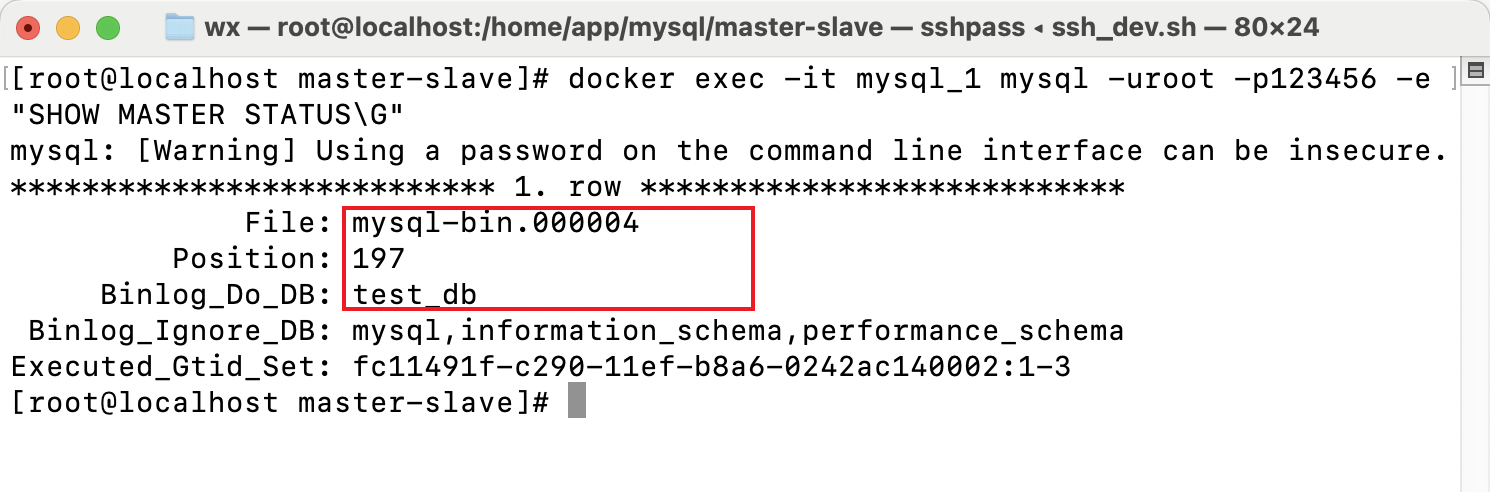 wx — root@localhost:/home/app/mysql/master-slave — sshpass ◂ ssh_dev.sh — 80×24
[root@localhost master-slave]# docker exec -it mysql_1 mysql -uroot -p123456 -e
"SHOW MASTER STATUS\G"
mysql: [Warning] Using a password on the command line interface can be insecure.
*************************** 1. row ***************************
File: mysql-bin.000004
Position: 197
Binlog_Do_DB: test_db
Binlog_Ignore_DB: mysql,information_schema,performance_schema
Executed_Gtid_Set: fc11491f-c290-11ef-b8a6-0242ac140002:1-3
[root@localhost master-slave]#